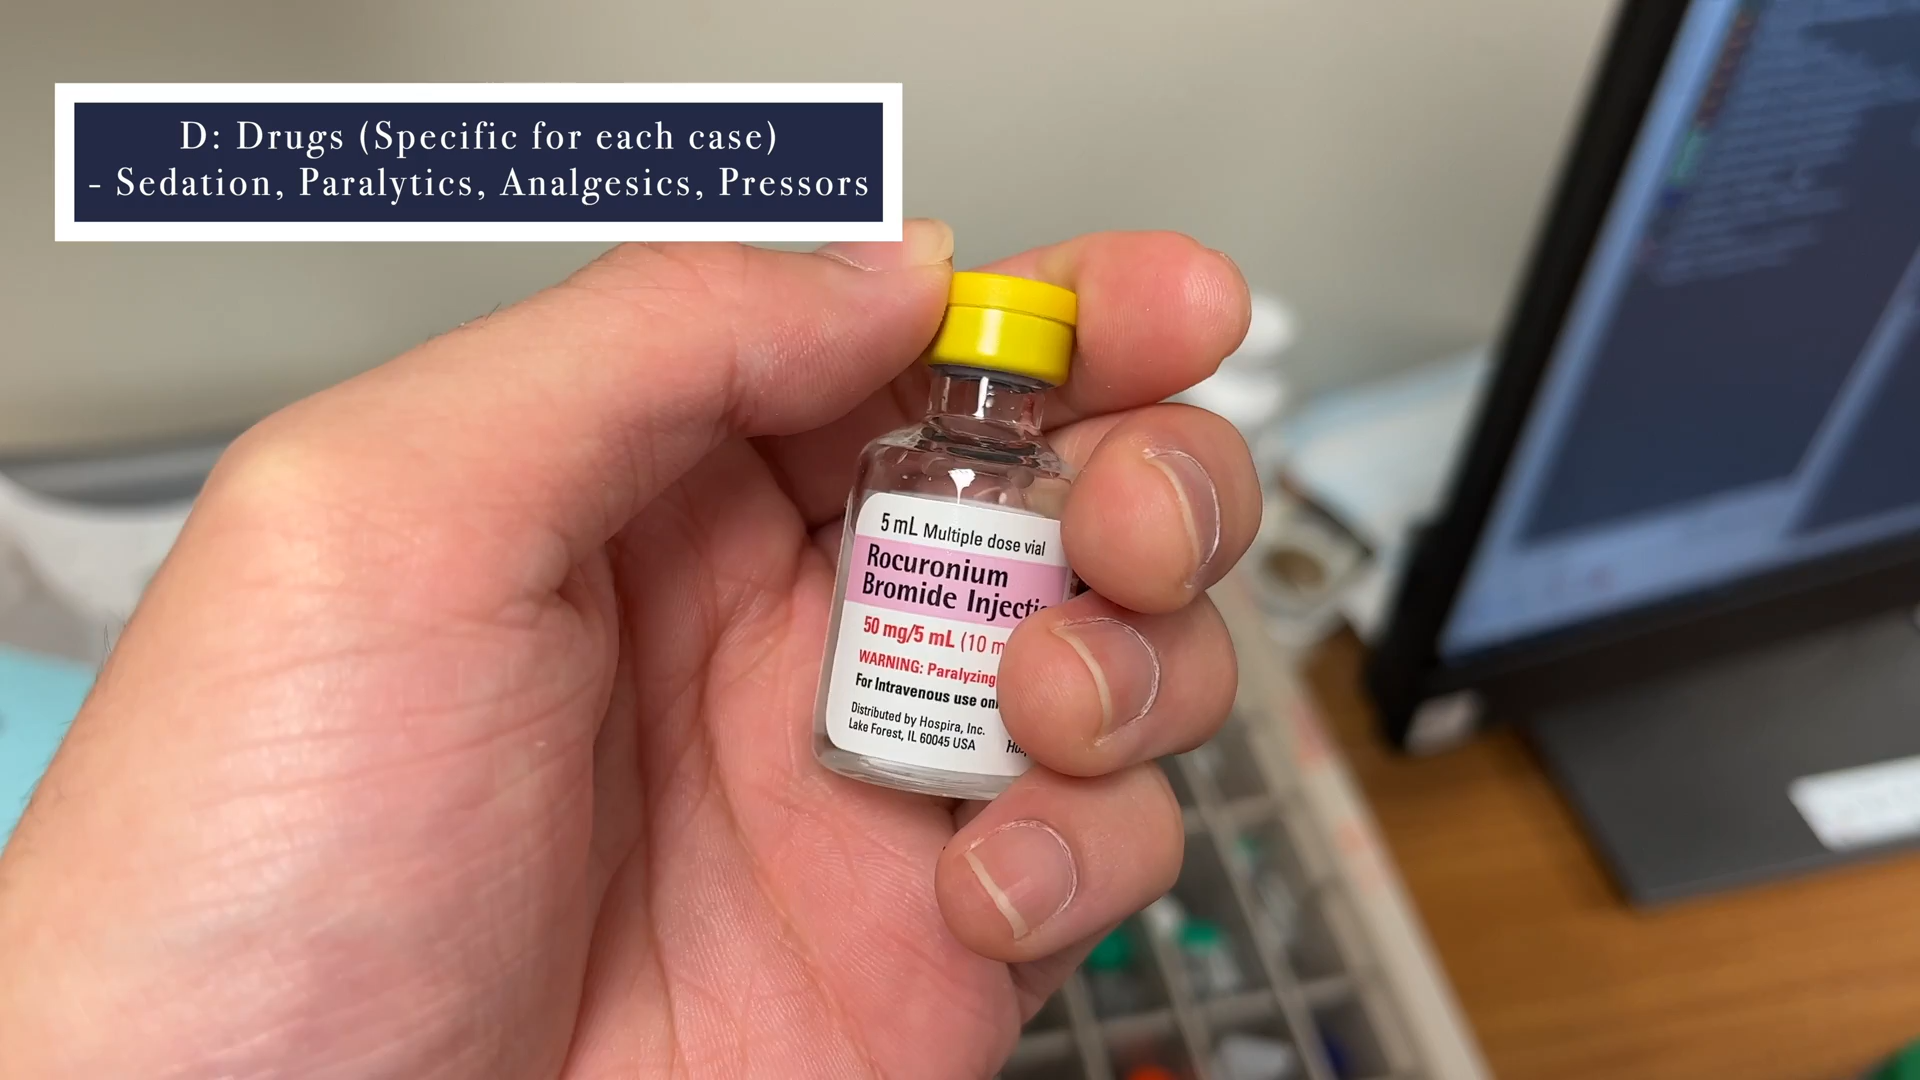 D: Drugs (Specific for each case)
- Sedation, Paralytics, Analgesics, Pressors
5 mL Multiple dose vial
Rocuronium
Bromide Injectio
50 mg/5 mL (10 m
WARNING: Paralyzing
For Intravenous use onl
Distributed by Hospira, Inc.
Lake Forest, IL 60045 USA